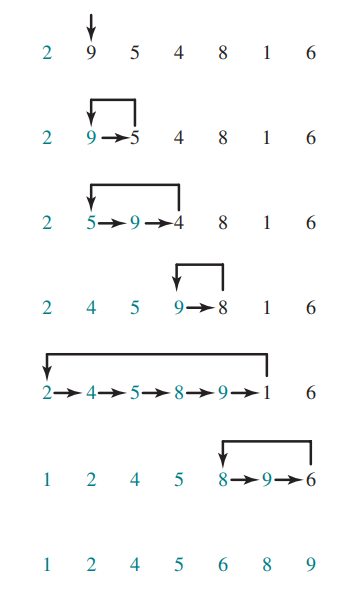 2 9 5 4 8 1 6
2 9 5 4 8 1 6
2 5 9 4 8 1 6
2 4 5 9 8 1 6
2 4 5 8 9 1 6
1 2 4 5 8 9 6
1 2 4 5 6 8 9